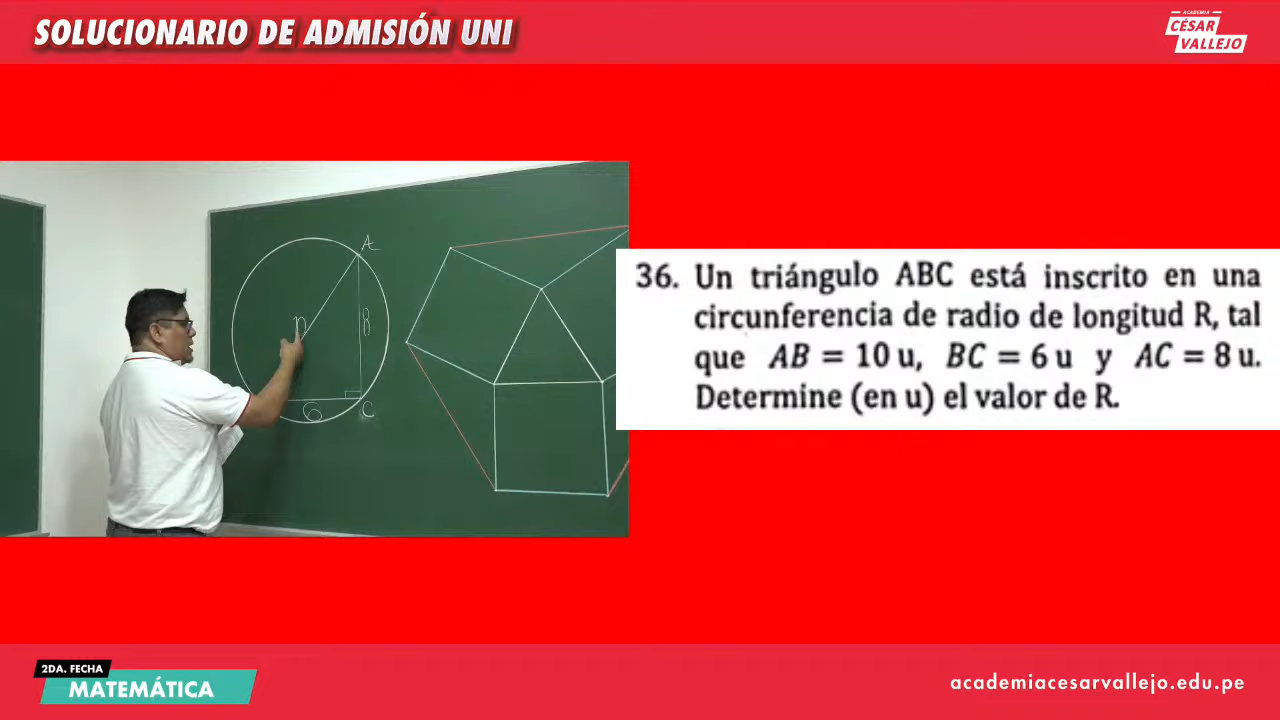 SOLUCIONARIO DE ADMISIÓN UNI
ACADEMIA
CÉSAR
VALLEJO
A
8
6
C
36. Un triángulo ABC está inscrito en una
circunferencia de radio de longitud R, tal
que AB = 10 u, BC = 6 u y AC = 8 u.
Determine (en u) el valor de R.
2DA. FECHA
MATEMÁTICA
academiacesarvallejo.edu.pe